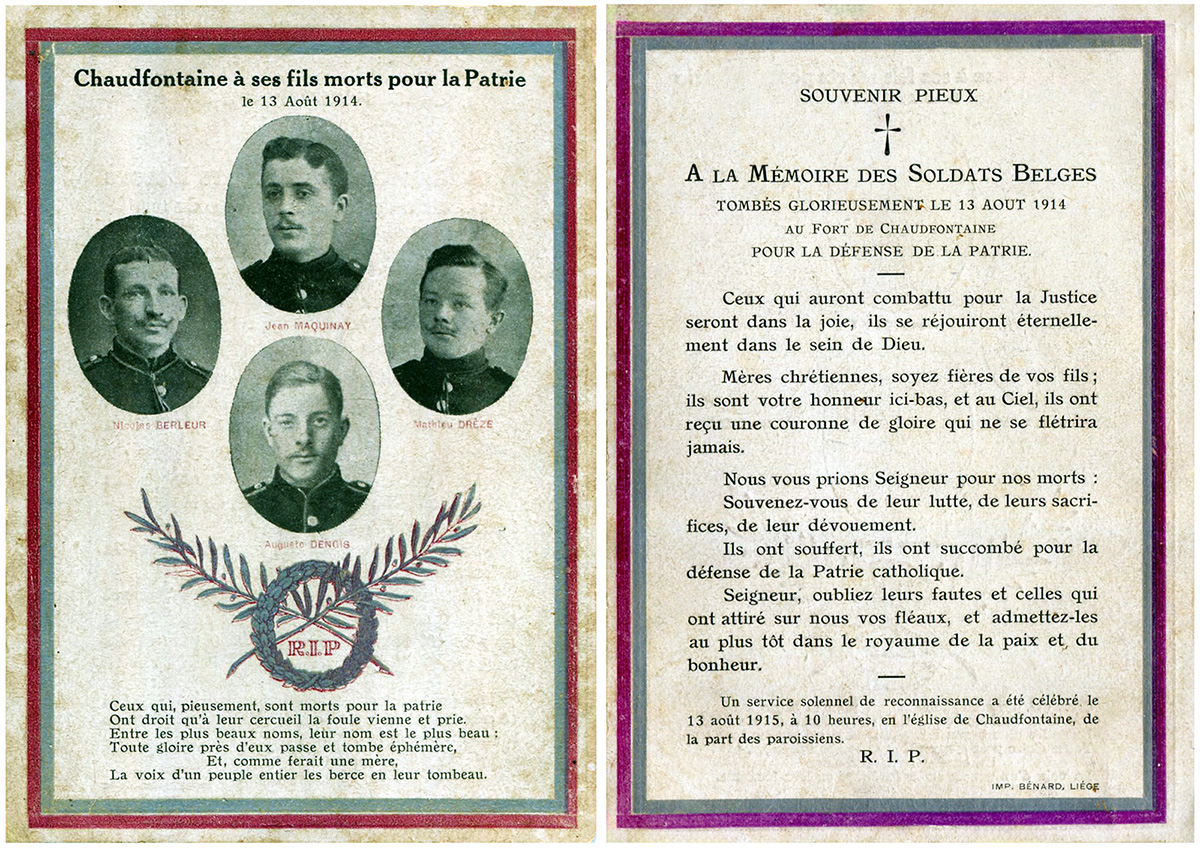 Chaudfontaine à ses fils morts pour la Patrie
le 13 Août 1914.
Jean MAQUINAY
Nicolas BERLEUR
Mathieu DRÈZE
Auguste DENGIS
R.I.P
Ceux qui, pieusement, sont morts pour la patrie
Ont droit qu'à leur cercueil la foule vienne et prie.
Entre les plus beaux noms, leur nom est le plus beau :
Toute gloire près d'eux passe et tombe éphémère,
Et, comme ferait une mère,
La voix d'un peuple entier les berce en leur tombeau.
SOUVENIR PIEUX
A LA MÉMOIRE DES SOLDATS BELGES
TOMBÉS GLORIEUSEMENT LE 13 AOUT 1914
AU FORT DE CHAUDFONTAINE
POUR LA DÉFENSE DE LA PATRIE.
Ceux qui auront combattu pour la Justice
seront dans la joie, ils se réjouiront éternelle-
ment dans le sein de Dieu.
Mères chrétiennes, soyez fières de vos fils ;
ils sont votre honneur ici-bas, et au Ciel, ils ont
reçu une couronne de gloire qui ne se flétrira
jamais.
Nous vous prions Seigneur pour nos morts :
Souvenez-vous de leur lutte, de leurs sacri-
fices, de leur dévouement.
Ils ont souffert, ils ont succombé pour la
défense de la Patrie catholique.
Seigneur, oubliez leurs fautes et celles qui
ont attiré sur nous vos fléaux, et admettez-les
au plus tôt dans le royaume de la paix et du
bonheur.
Un service solennel de reconnaissance a été célébré le
13 août 1915, à 10 heures, en l'église de Chaudfontaine, de
la part des paroissiens.
R. I. P.
IMP. BÉNARD, LIÉGE